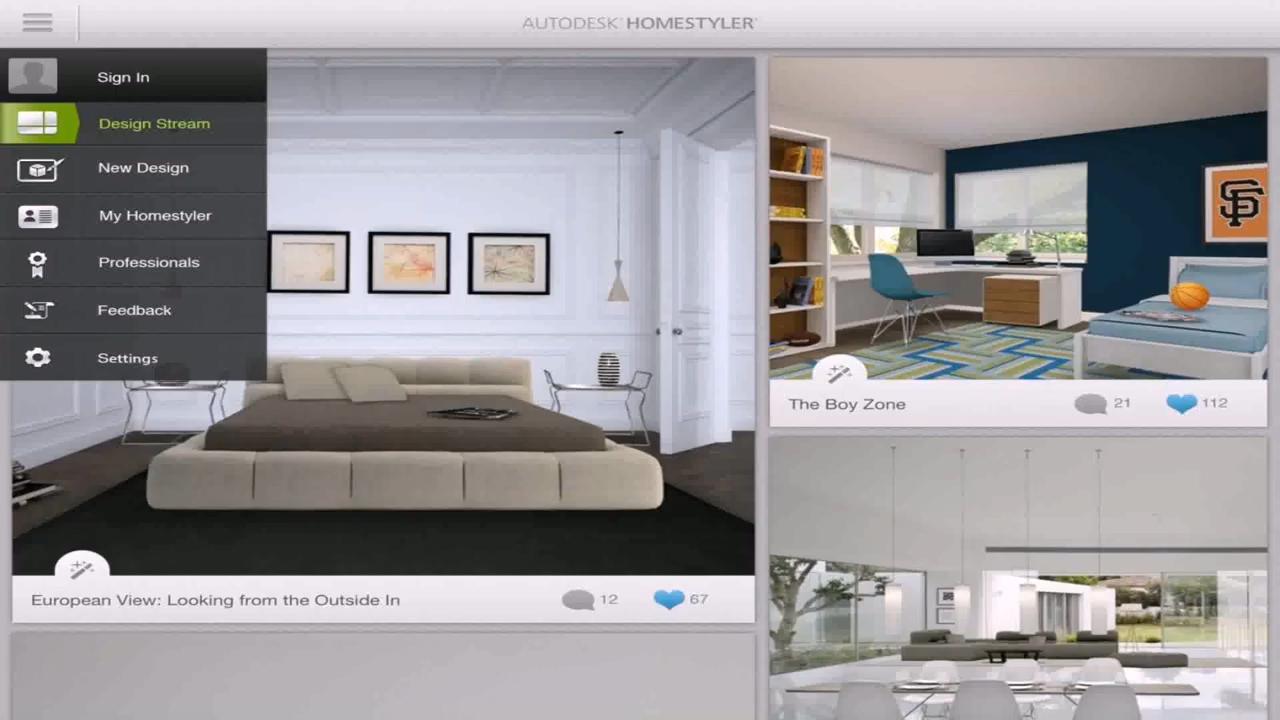 AUTODESK® HOMESTYLER®
Sign In
Design Stream
New Design
My Homestyler
Professionals
Feedback
Settings
European View: Looking from the Outside In
12
67
SF
The Boy Zone
21
112